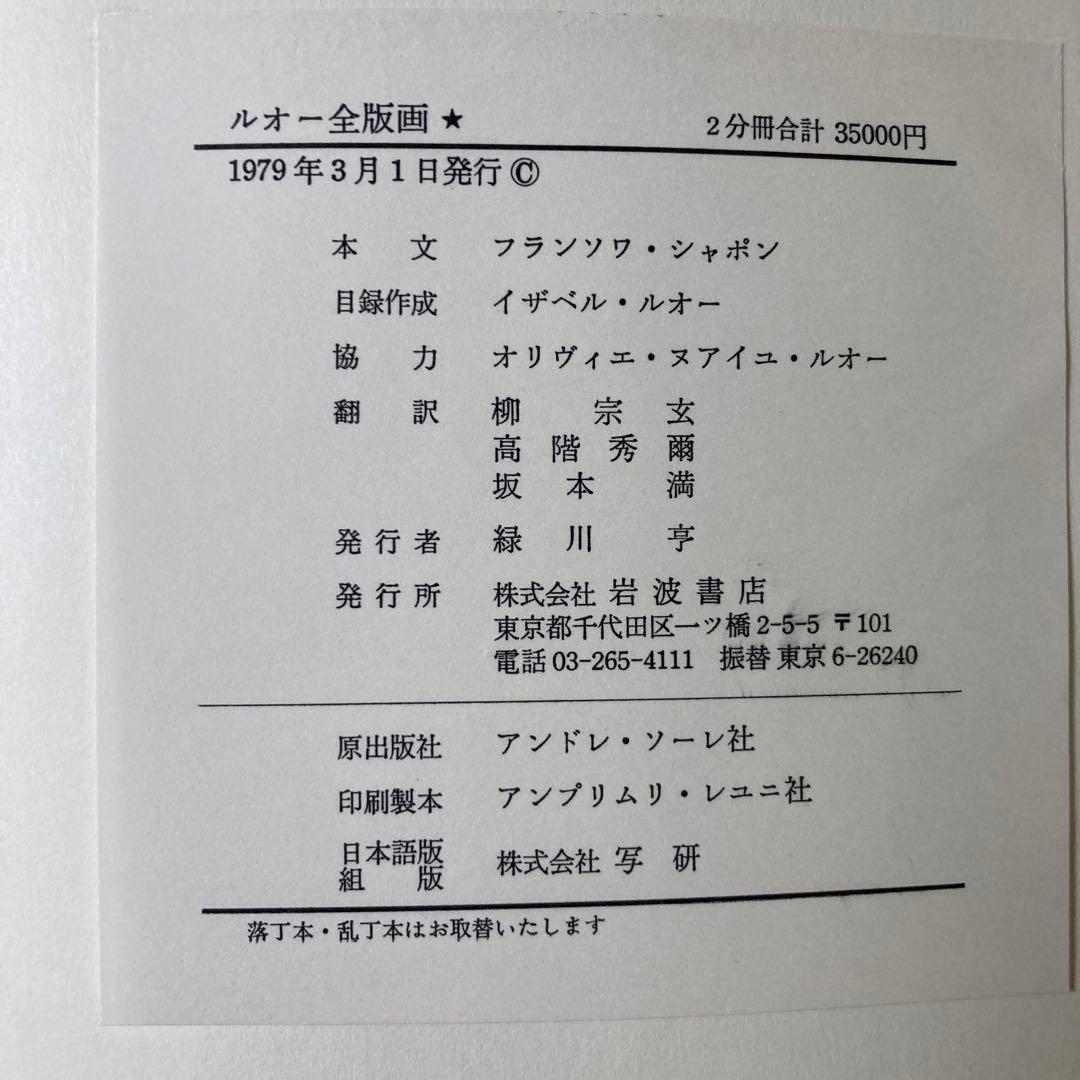 ルオー全版画★ 2分冊合計 35000円
1979年3月1日発行©
本文 フランソワ・シャポン
目録作成 イザベル・ルオー
協力 オリヴィエ・ヌアイユ・ルオー
翻訳 柳宗玄
高階秀爾
坂本満
発行者 緑川亨
発行所 株式会社 岩波書店
東京都千代田区一ツ橋2-5-5 〒101
電話 03-265-4111 振替 東京6-26240
原出版社 アンドレ・ソーレ社
印刷製本 アンプリムリ・レユニ社
日本語版組版 株式会社 写研
落丁本・乱丁本はお取替いたします